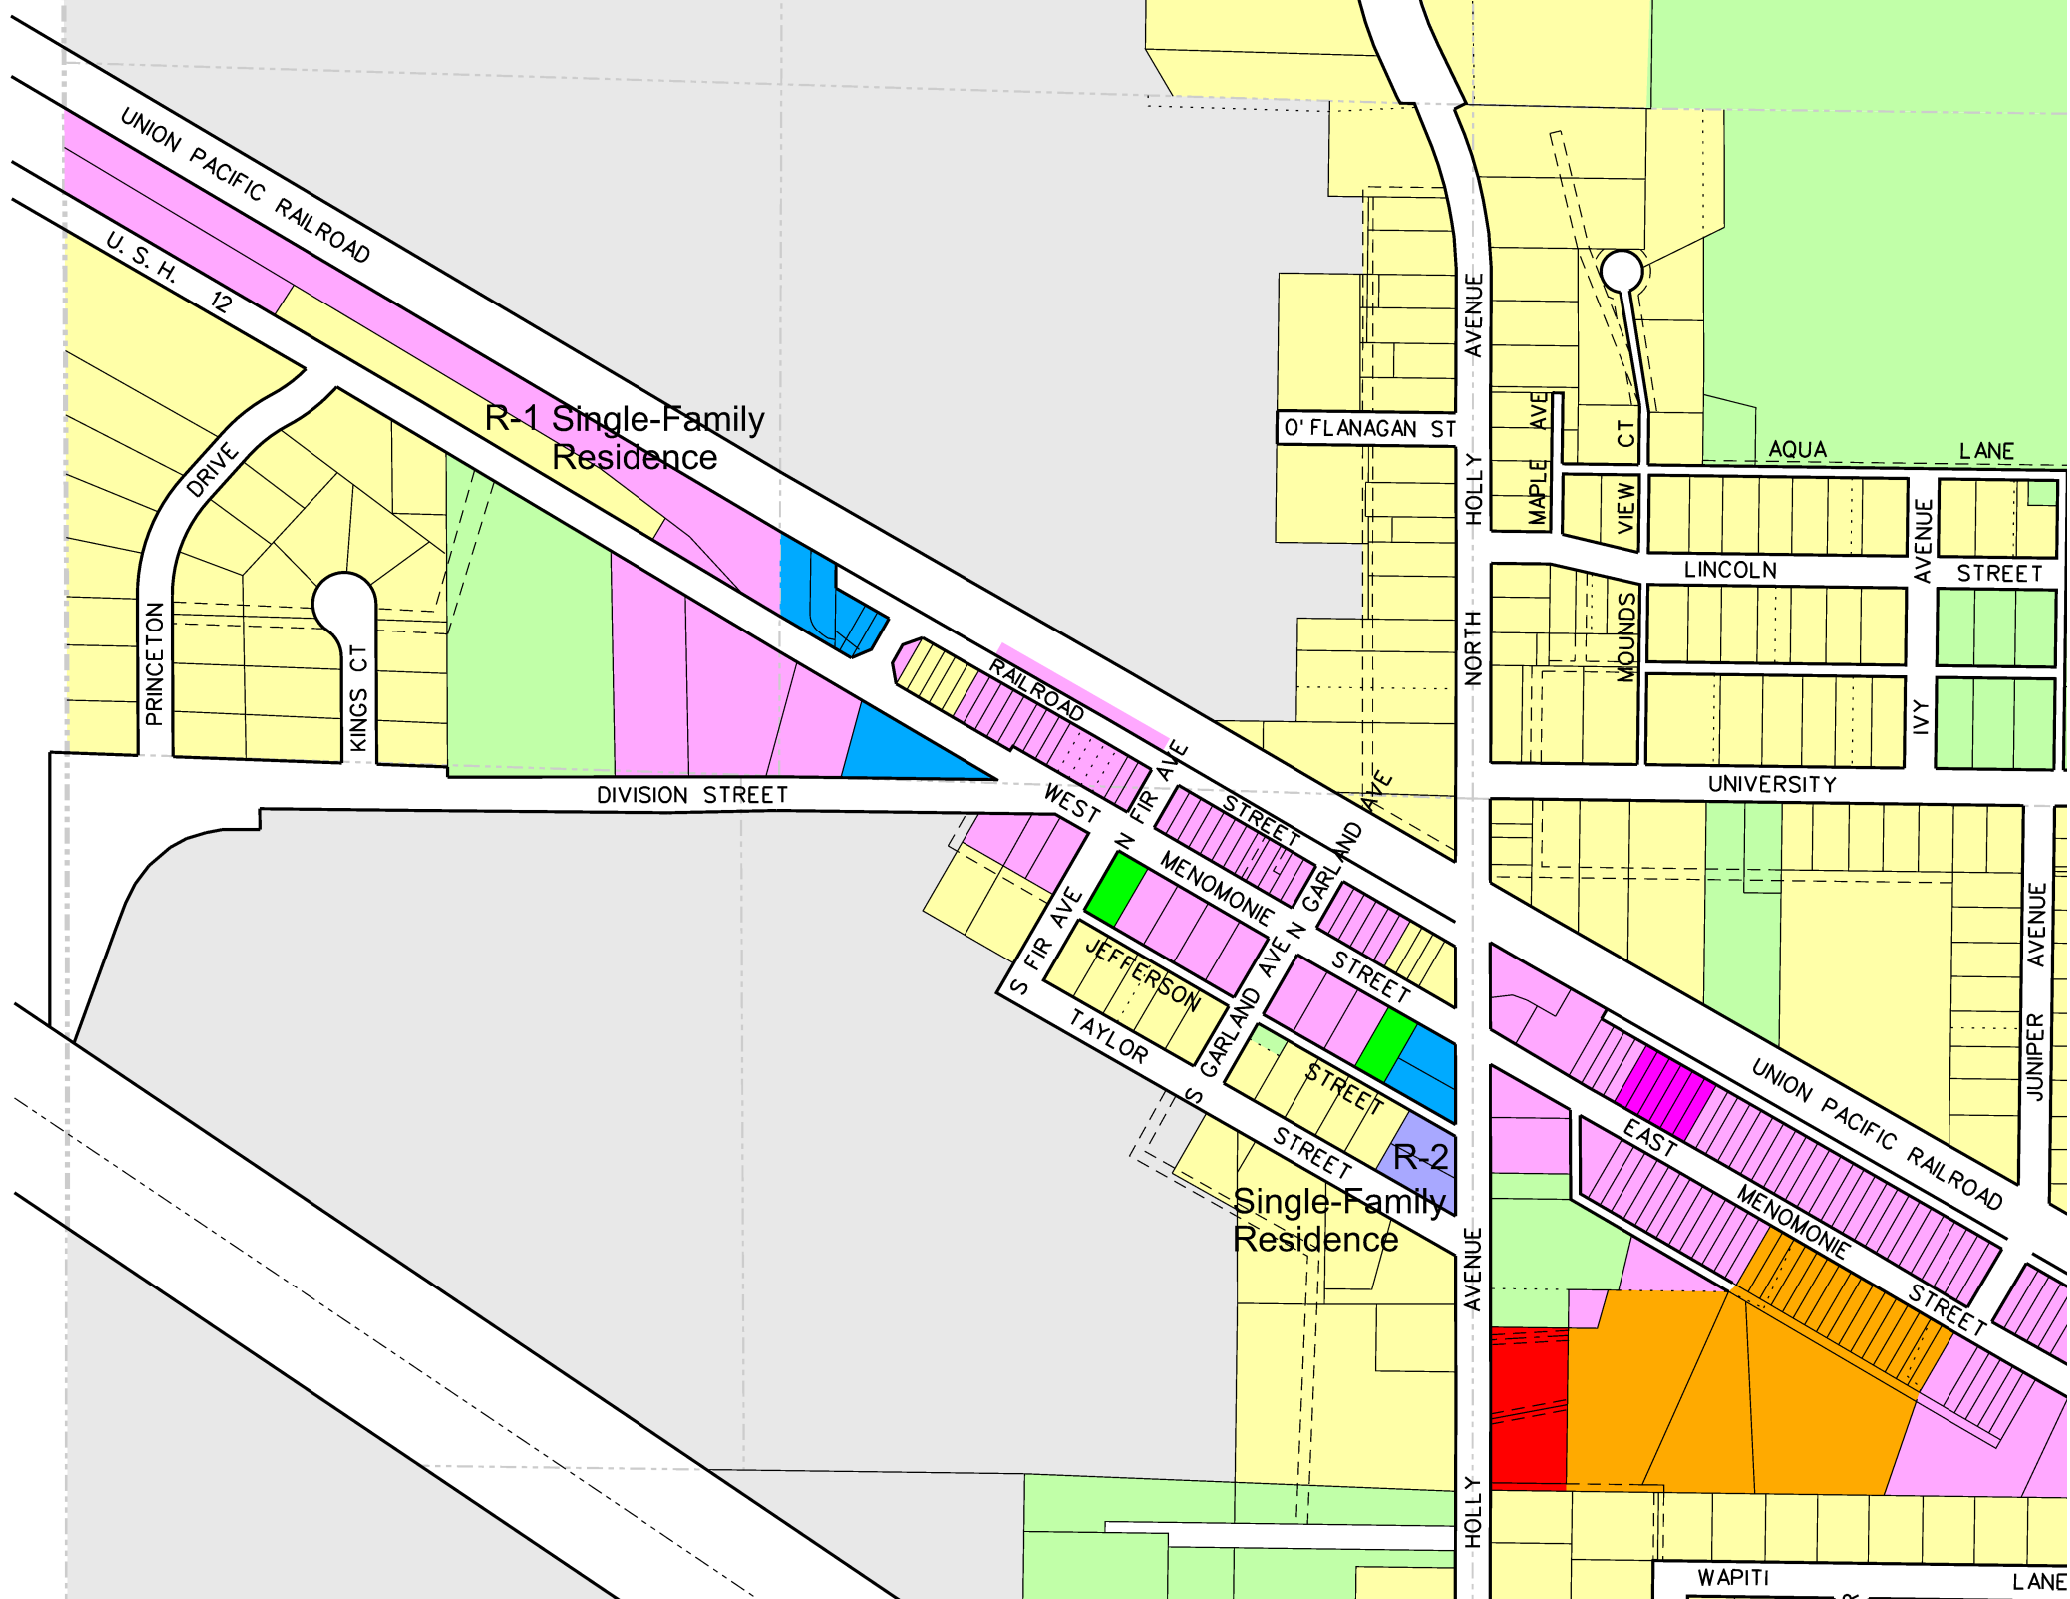 UNION PACIFIC RAILROAD
U. S. H. 12
R-1 Single-Family
Residence
DRIVE
PRINCETON
KINGS CT
DIVISION STREET
RAILROAD
STREET
N FIR AVE
N GARLAND AVE
WEST
MENOMONIE
STREET
S FIR AVE
JEFFERSON
STREET
S GARLAND AVE
TAYLOR
STREET
R-2
Single-Family
Residence
O'FLANAGAN ST
NORTH HOLLY AVENUE
MAPLE AVE
MOUNDS VIEW CT
AQUA LANE
LINCOLN STREET
IVY AVENUE
UNIVERSITY
JUNIPER AVENUE
UNION PACIFIC RAILROAD
EAST
MENOMONIE
STREET
HOLLY AVENUE
WAPITI LANE